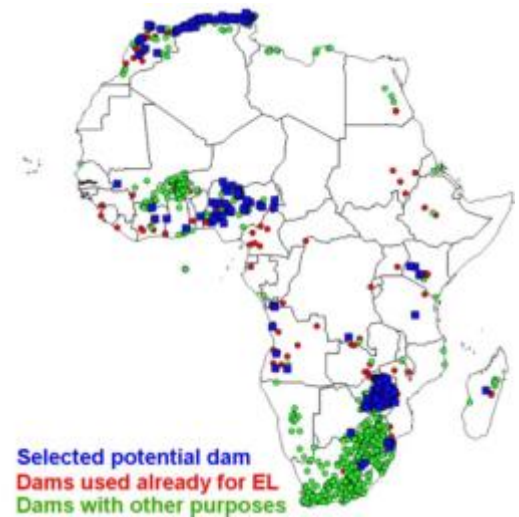 Selected potential dam
Dams used already for EL
Dams with other purposes